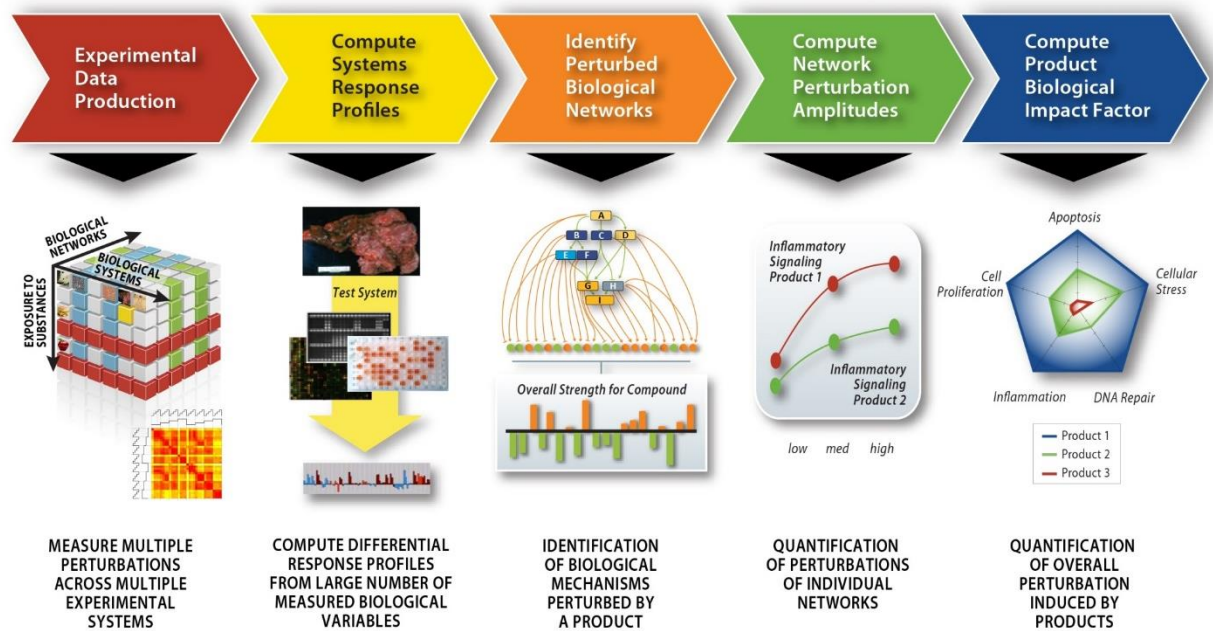 Experimental
Data
Production
Compute
Systems
Response
Profiles
Identify
Perturbed
Biological
Networks
Compute
Network
Perturbation
Amplitudes
Compute
Product
Biological
Impact Factor
BIOLOGICAL
NETWORKS
BIOLOGICAL
SYSTEMS
EXPOSURE TO
SUBSTANCES
Test System
A
B
C
D
E
F
G
H
I
Overall Strength for Compound
Inflammatory
Signaling
Product 1
Inflammatory
Signaling
Product 2
low med high
Apoptosis
Cell
Proliferation
Cellular
Stress
Inflammation
DNA Repair
Product 1
Product 2
Product 3
MEASURE MULTIPLE
PERTURBATIONS
ACROSS MULTIPLE
EXPERIMENTAL
SYSTEMS
COMPUTE DIFFERENTIAL
RESPONSE PROFILES
FROM LARGE NUMBER OF
MEASURED BIOLOGICAL
VARIABLES
IDENTIFICATION
OF BIOLOGICAL
MECHANISMS
PERTURBED BY
A PRODUCT
QUANTIFICATION
OF PERTURBATIONS
OF INDIVIDUAL
NETWORKS
QUANTIFICATION
OF OVERALL
PERTURBATION
INDUCED BY
PRODUCTS